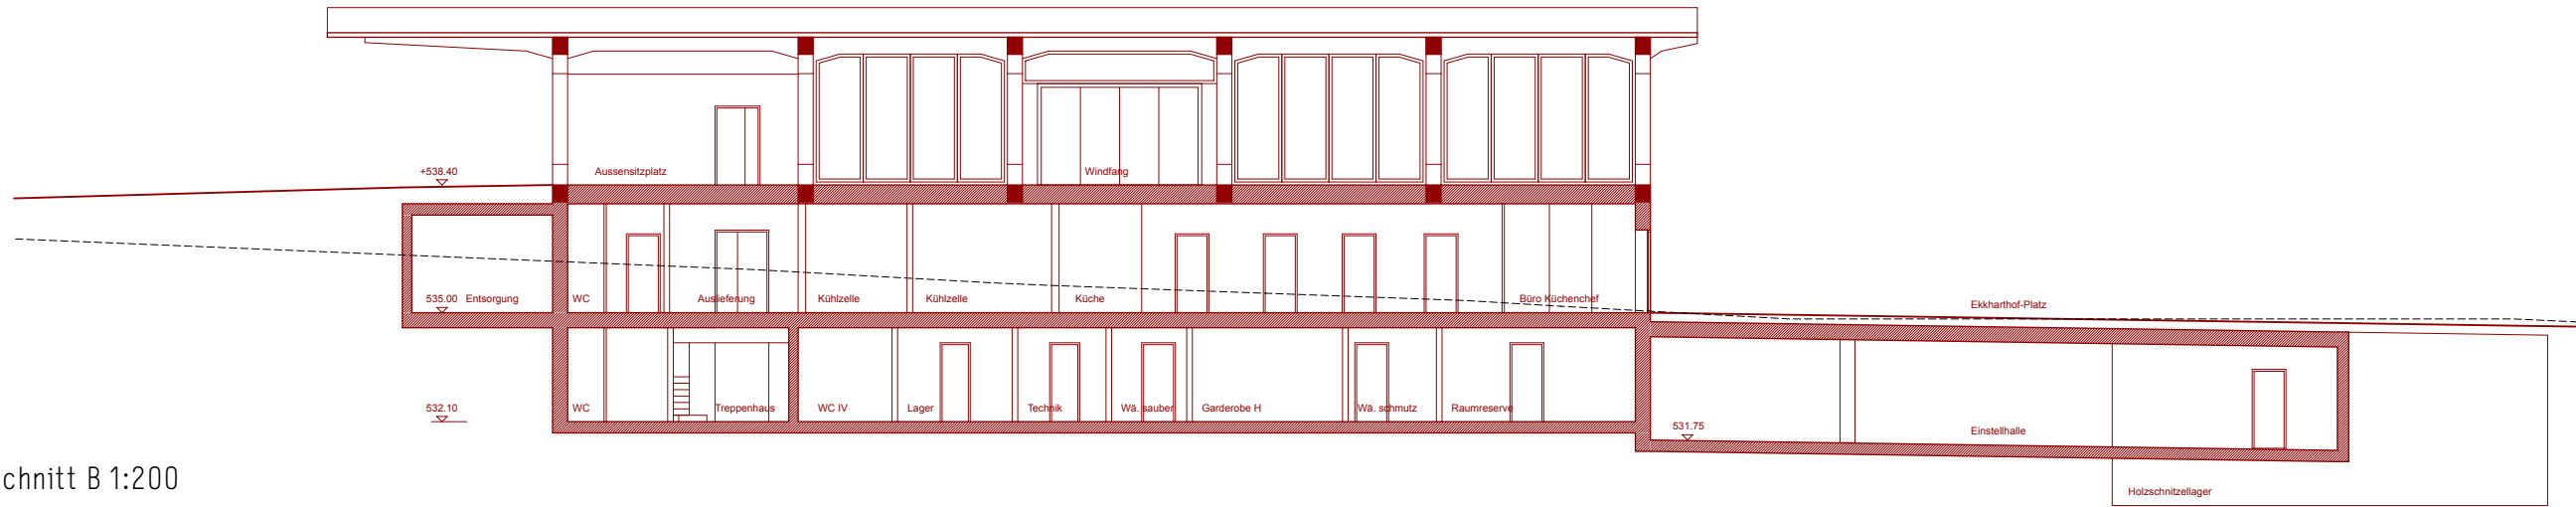 +538.40 Aussensitzplatz Windfang
535.00 Entsorgung WC Auslieferung Kühlzelle Kühlzelle Küche Büro Küchenchef Ekkharthof-Platz
532.10 WC Treppenhaus WC IV Lager Technik Wä. sauber Garderobe H Wä. schmutz Raumreserve
531.75 Einstellhalle
chnitt B 1:200
Holzschnitzellager